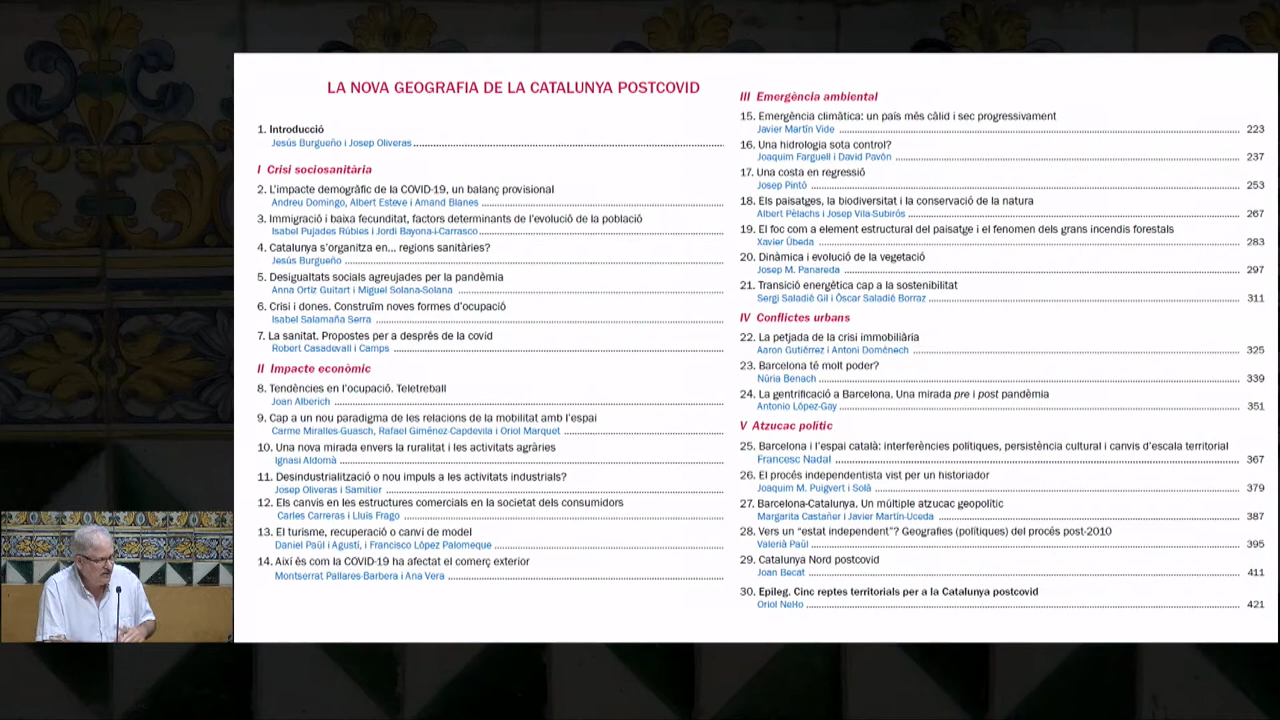 LA NOVA GEOGRAFIA DE LA CATALUNYA POSTCOVID
1. Introducció
Jesús Burgueño i Josep Oliveras
I Crisi sociosanitària
2. L'impacte demogràfic de la COVID-19, un balanç provisional
Andreu Domingo, Albert Esteve i Amand Blanes
3. Immigració i baixa fecunditat, factors determinants de l'evolució de la població
Isabel Pujades Rúbies i Jordi Bayona-i-Carrasco
4. Catalunya s'organitza en... regions sanitàries?
Jesús Burgueño
5. Desigualtats socials agreujades per la pandèmia
Anna Ortiz Guitart i Miguel Solana-Solana
6. Crisi i dones. Construïm noves formes d'ocupació
Isabel Salamaña Serra
7. La sanitat. Propostes per a després de la covid
Robert Casadevall i Camps
II Impacte econòmic
8. Tendències en l'ocupació. Teletreball
Joan Alberich
9. Cap a un nou paradigma de les relacions de la mobilitat amb l'espai
Carme Miralles-Guasch, Rafael Giménez-Capdevila i Oriol Marquet
10. Una nova mirada envers la ruralitat i les activitats agràries
Ignasi Aldomà
11. Desindustrialització o nou impuls a les activitats industrials?
Josep Oliveras i Samitier
12. Els canvis en les estructures comercials en la societat dels consumidors
Carles Carreras i Lluís Frago
13. El turisme, recuperació o canvi de model
Daniel Paül i Agustí, i Francisco López Palomeque
14. Així és com la COVID-19 ha afectat el comerç exterior
Montserrat Pallares-Barbera i Ana Vera
III Emergència ambiental
15. Emergència climàtica: un país més càlid i sec progressivament
Javier Martín Vide 223
16. Una hidrologia sota control?
Joaquim Farguell i David Pavón 237
17. Una costa en regressió
Josep Pintó 253
18. Els paisatges, la biodiversitat i la conservació de la natura
Albert Pèlachs i Josep Vila-Subirós 267
19. El foc com a element estructural del paisatge i el fenomen dels grans incendis forestals
Xavier Úbeda 283
20. Dinàmica i evolució de la vegetació
Josep M. Panareda 297
21. Transició energètica cap a la sostenibilitat
Sergi Saladié Gil i Òscar Saladié Borraz 311
IV Conflictes urbans
22. La petjada de la crisi immobiliària
Aaron Gutiérrez i Antoni Domènech 325
23. Barcelona té molt poder?
Núria Benach 339
24. La gentrificació a Barcelona. Una mirada pre i post pandèmia
Antonio López-Gay 351
V Atzucac polític
25. Barcelona i l'espai català: interferències polítiques, persistència cultural i canvis d'escala territorial
Francesc Nadal 367
26. El procés independentista vist per un historiador
Joaquim M. Puigvert i Solà 379
27. Barcelona-Catalunya. Un múltiple atzucac geopolític
Margarita Castañer i Javier Martín-Uceda 387
28. Vers un "estat independent"? Geografies (polítiques) del procés post-2010
Valerià Paül 395
29. Catalunya Nord postcovid
Joan Becat 411
30. Epíleg. Cinc reptes territorials per a la Catalunya postcovid
Oriol Nel·lo 421